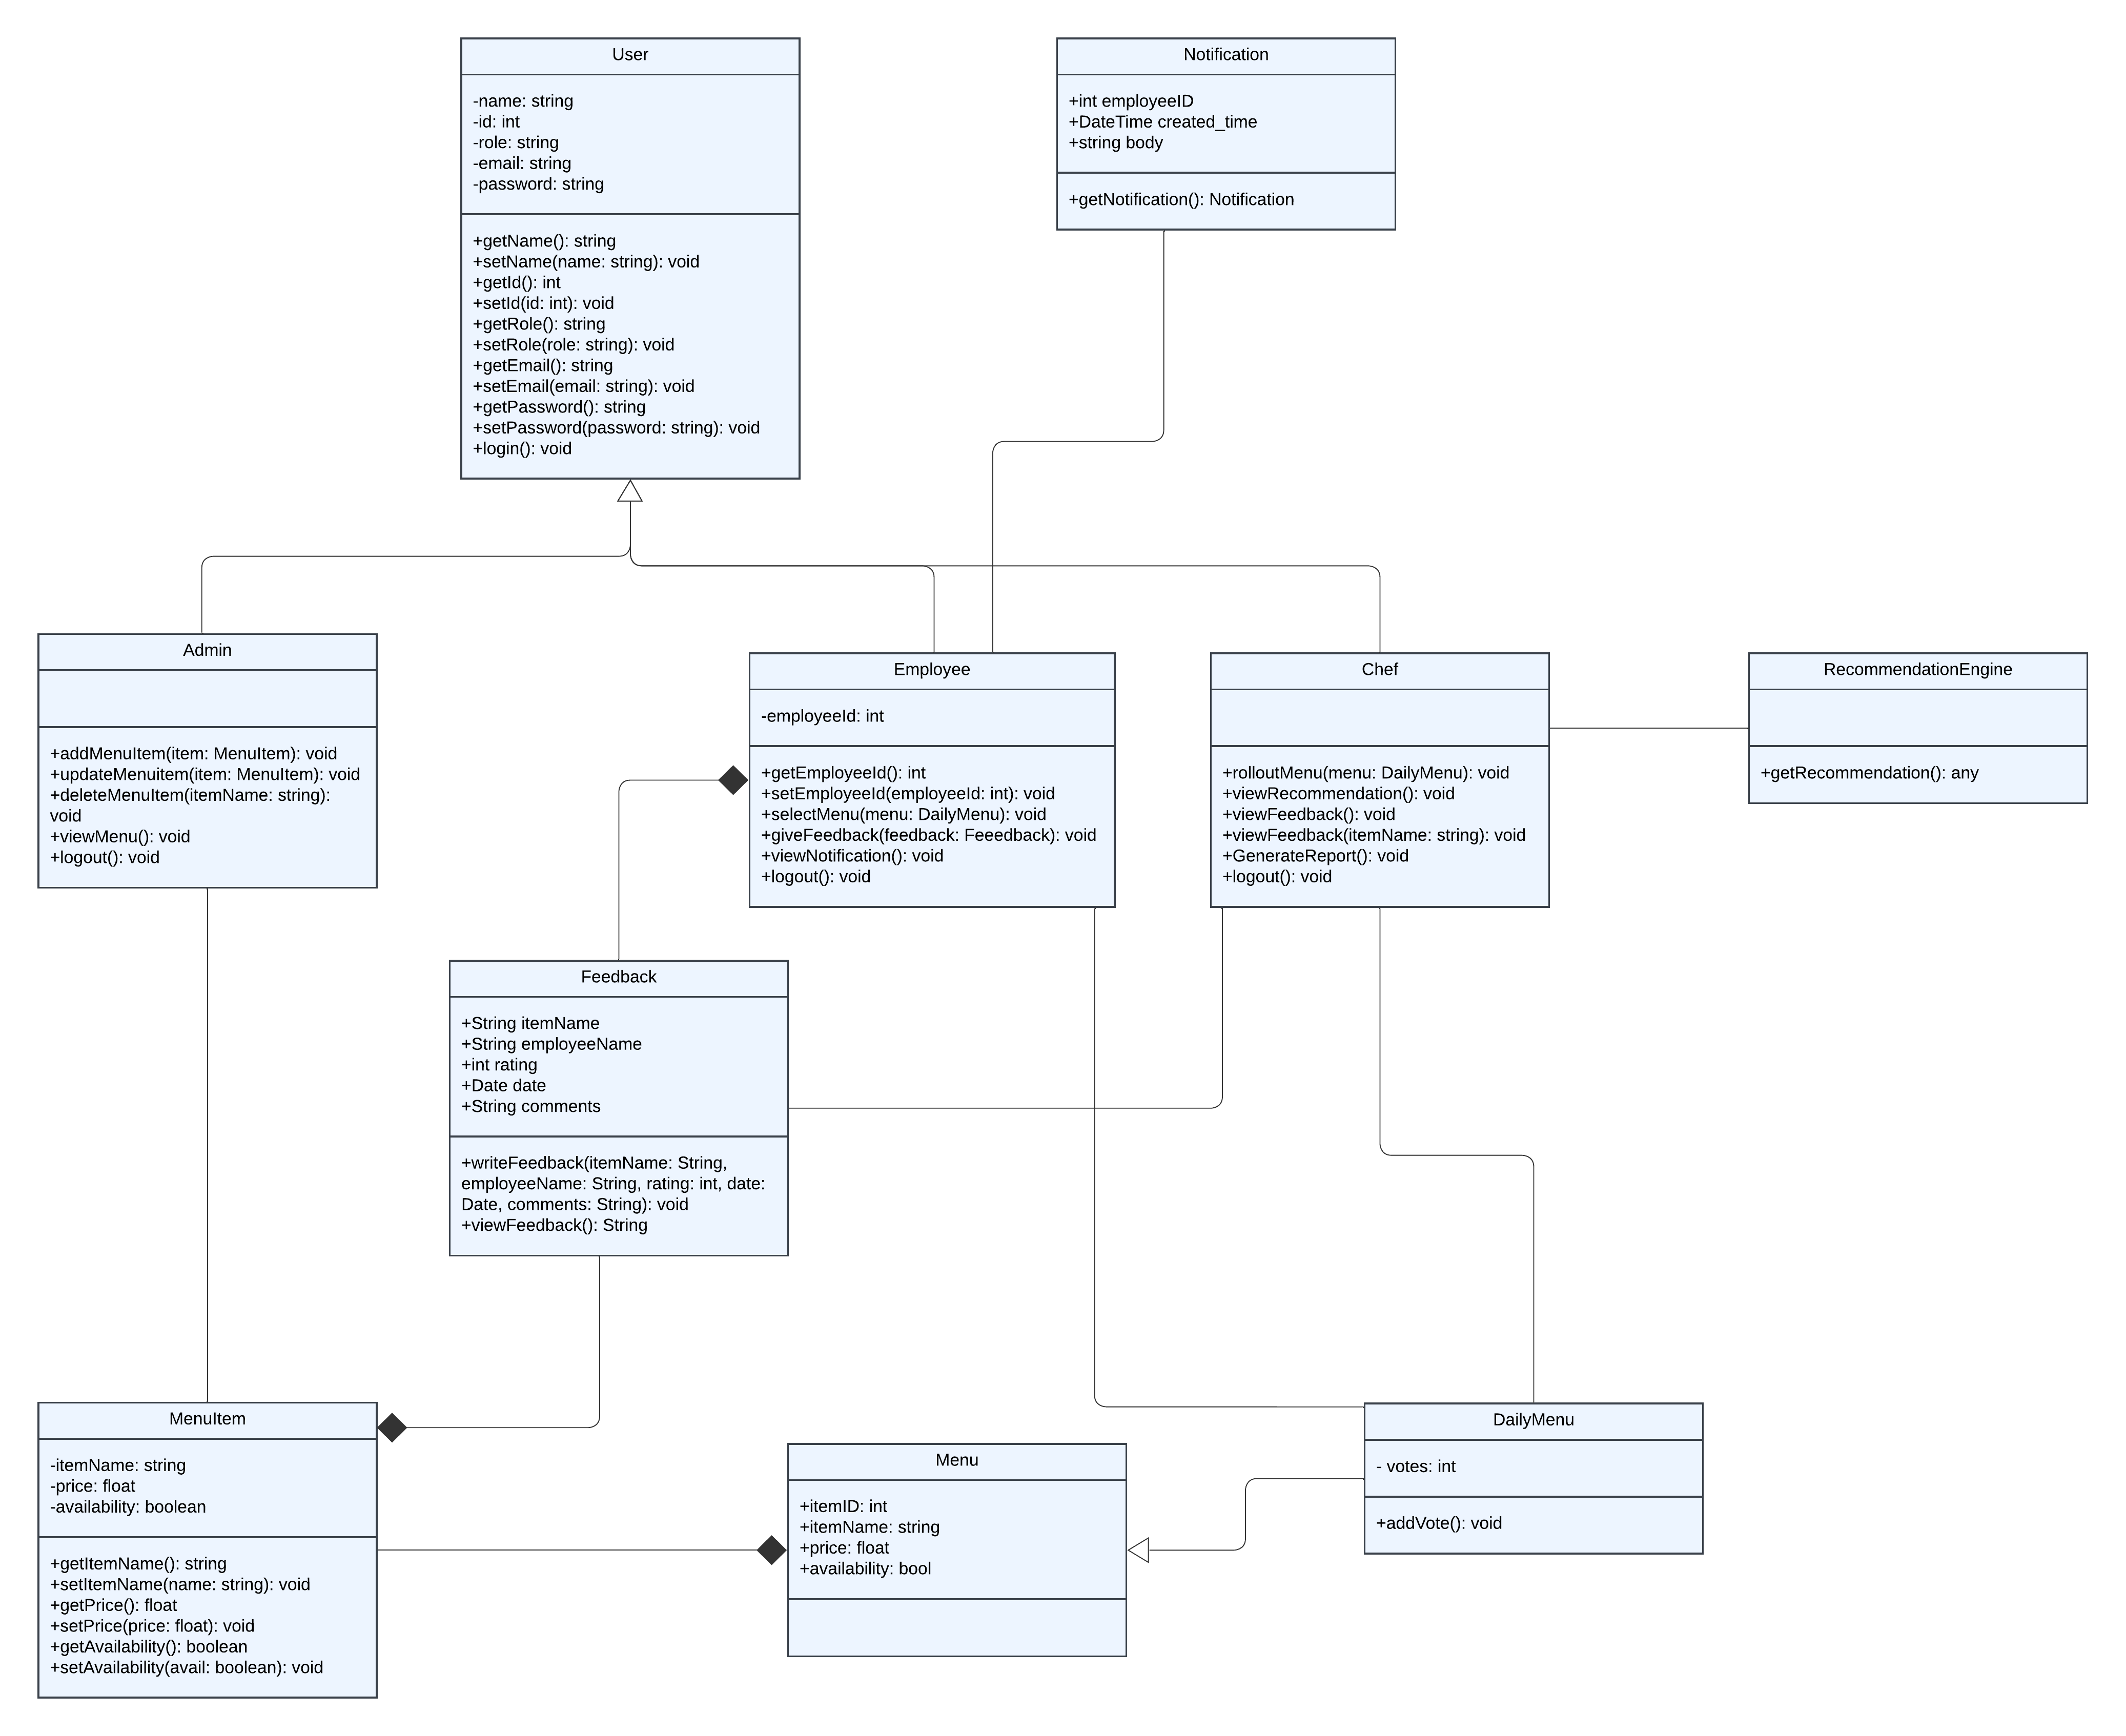 User
-name: string
-id: int
-role: string
-email: string
-password: string
+getName(): string
+setName(name: string): void
+getId(): int
+setId(id: int): void
+getRole(): string
+setRole(role: string): void
+getEmail(): string
+setEmail(email: string): void
+getPassword(): string
+setPassword(password: string): void
+login(): void
Notification
+int employeeID
+DateTime created_time
+string body
+getNotification(): Notification
Admin
+addMenuItem(item: MenuItem): void
+updateMenuitem(item: MenuItem): void
+deleteMenuItem(itemName: string):
void
+viewMenu(): void
+logout(): void
Employee
-employeeId: int
+getEmployeeId(): int
+setEmployeeId(employeeId: int): void
+selectMenu(menu: DailyMenu): void
+giveFeedback(feedback: Feeedback): void
+viewNotification(): void
+logout(): void
Chef
+rolloutMenu(menu: DailyMenu): void
+viewRecommendation(): void
+viewFeedback(): void
+viewFeedback(itemName: string): void
+GenerateReport(): void
+logout(): void
RecommendationEngine
+getRecommendation(): any
Feedback
+String itemName
+String employeeName
+int rating
+Date date
+String comments
+writeFeedback(itemName: String,
employeeName: String, rating: int, date:
Date, comments: String): void
+viewFeedback(): String
MenuItem
-itemName: string
-price: float
-availability: boolean
+getItemName(): string
+setItemName(name: string): void
+getPrice(): float
+setPrice(price: float): void
+getAvailability(): boolean
+setAvailability(avail: boolean): void
Menu
+itemID: int
+itemName: string
+price: float
+availability: bool
DailyMenu
- votes: int
+addVote(): void